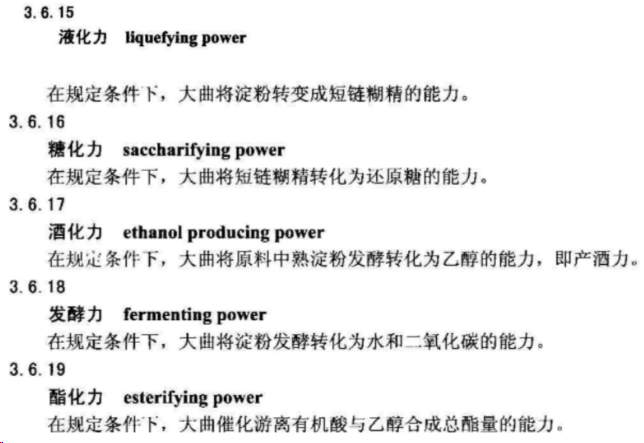 3.6.15
液化力 liquefying power
在规定条件下，大曲将淀粉转变成短链糊精的能力。
3.6.16
糖化力 saccharifying power
在规定条件下，大曲将短链糊精转化为还原糖的能力。
3.6.17
酒化力 ethanol producing power
在规定条件下，大曲将原料中熟淀粉发酵转化为乙醇的能力，即产酒力。
3.6.18
发酵力 fermenting power
在规定条件下，大曲将淀粉发酵转化为水和二氧化碳的能力。
3.6.19
酯化力 esterifying power
在规定条件下，大曲催化游离有机酸与乙醇合成总酯量的能力。